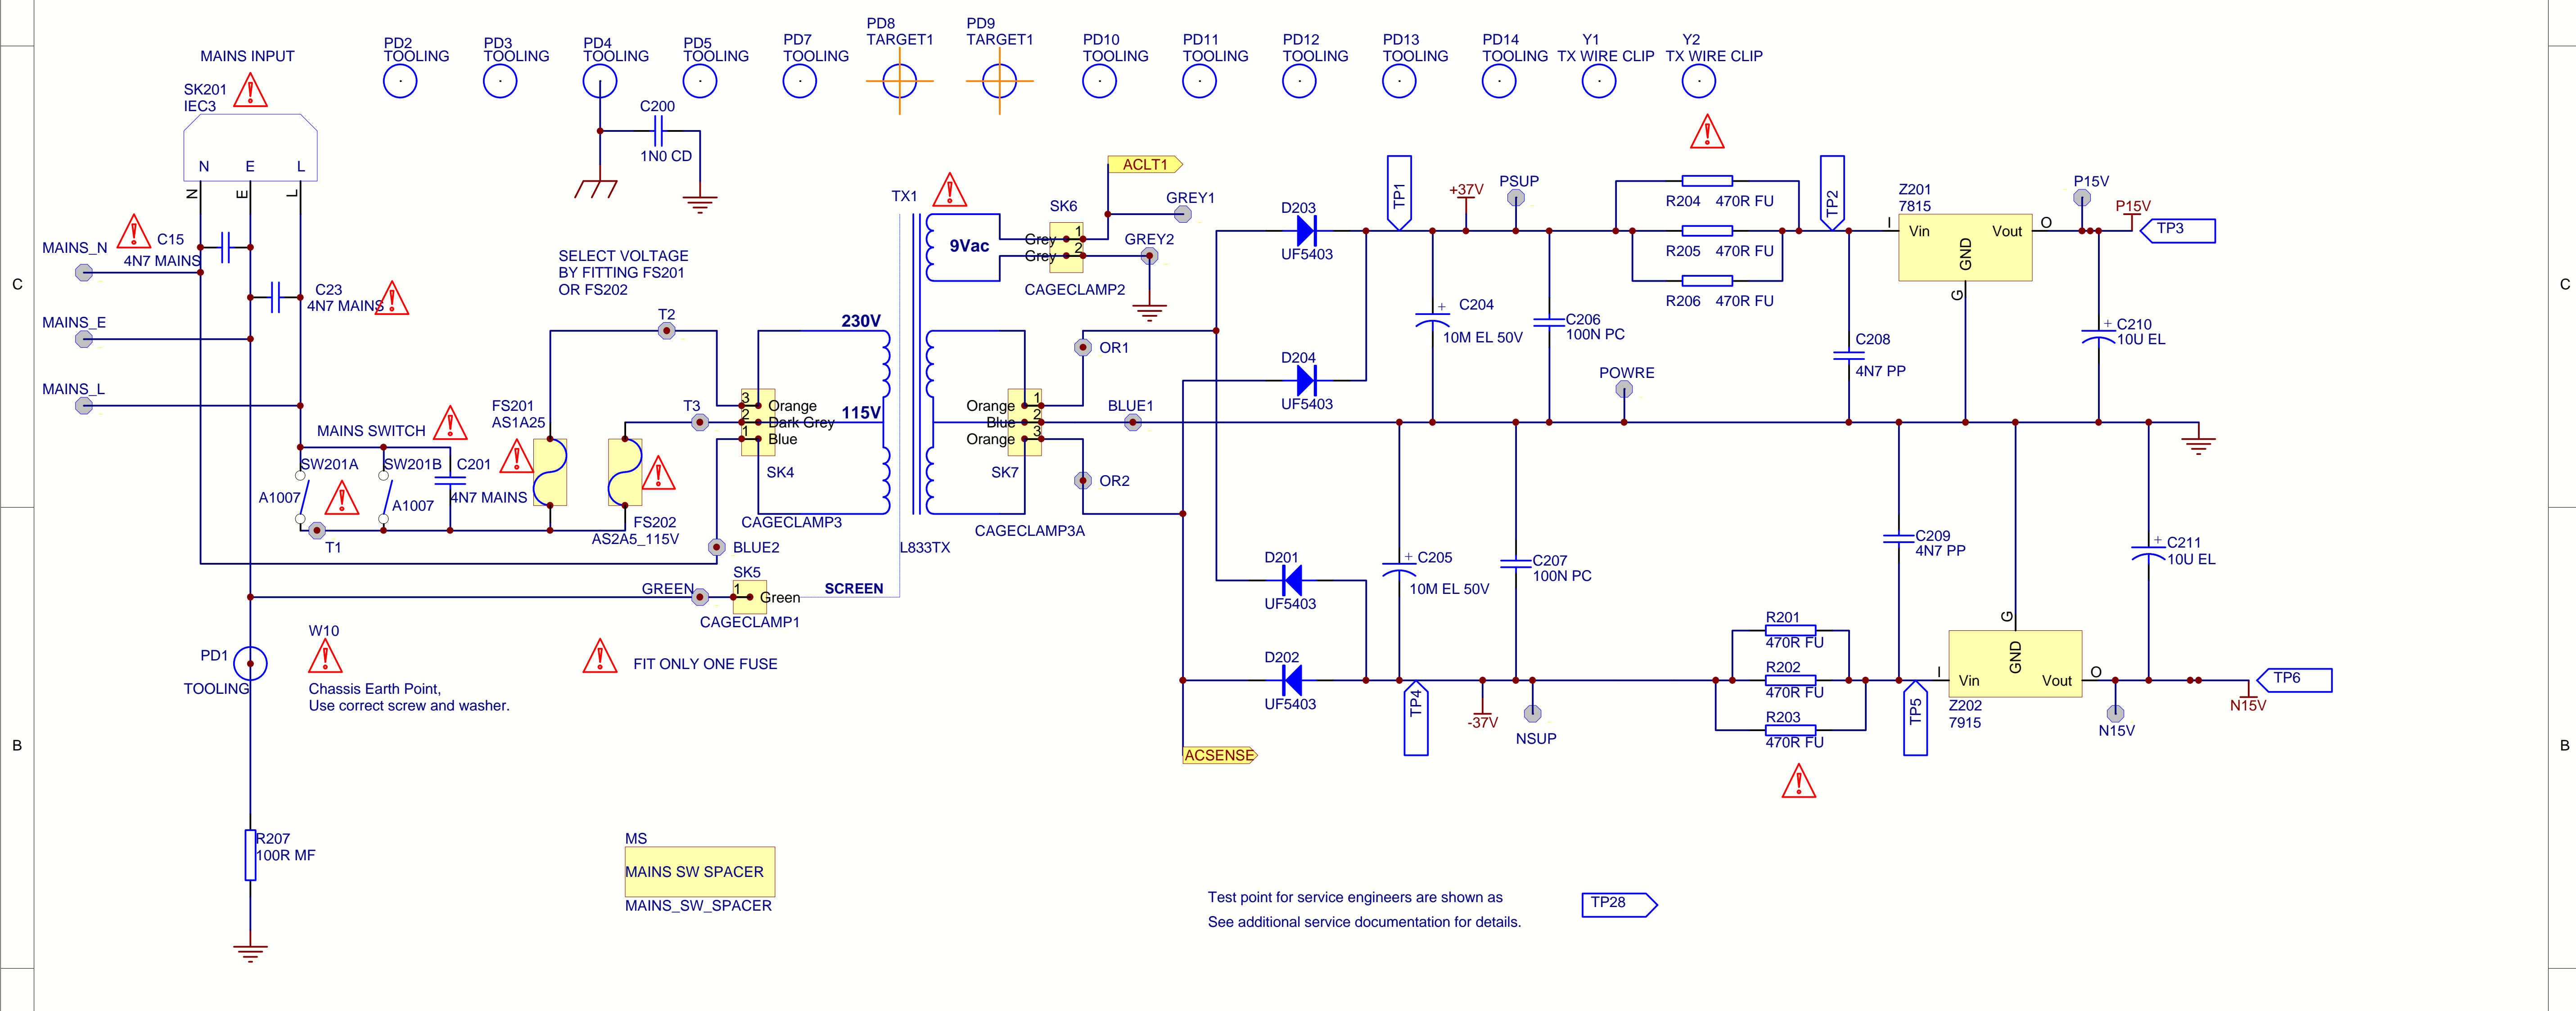 MAINS INPUT
SK201
IEC3
N E L
N
E
L
PD2
TOOLING
PD3
TOOLING
PD4
TOOLING
PD5
TOOLING
PD7
TOOLING
PD8
TARGET1
PD9
TARGET1
PD10
TOOLING
PD11
TOOLING
PD12
TOOLING
PD13
TOOLING
PD14
TOOLING
Y1
TX WIRE CLIP
Y2
TX WIRE CLIP
C200
1N0 CD
MAINS_N
C15
4N7 MAINS
C23
4N7 MAINS
MAINS_E
MAINS_L
C
C
SELECT VOLTAGE
BY FITTING FS201
OR FS202
T2
T3
FS201
AS1A25
MAINS SWITCH
SW201A
A1007
SW201B
A1007
C201
4N7 MAINS
T1
FS202
AS2A5_115V
3 Orange
2 Dark Grey
1 Blue
SK4
CAGECLAMP3
BLUE2
230V
115V
TX1
9Vac
L833TX
SCREEN
SK5
1 Green
CAGECLAMP1
GREEN
SK6
Grey 1
Grey 2
CAGECLAMP2
ACLT1
GREY1
GREY2
Orange 1
Blue 2
Orange 3
SK7
CAGECLAMP3A
OR1
BLUE1
OR2
D203
UF5403
D204
UF5403
D201
UF5403
D202
UF5403
ACSENSE
TP1
+37V
PSUP
C204
+
10M EL 50V
C206
100N PC
POWRE
R204 470R FU
R205 470R FU
R206 470R FU
TP2
C208
4N7 PP
Z201
7815
I Vin Vout O
GND
G
P15V
P15V
TP3
+ C210
10U EL
+ C205
10M EL 50V
C207
100N PC
TP4
-37V
NSUP
R201
470R FU
R202
470R FU
R203
470R FU
C209
4N7 PP
TP5
G
GND
I Vin Vout O
Z202
7915
+ C211
10U EL
N15V
N15V
TP6
W10
PD1
TOOLING
Chassis Earth Point,
Use correct screw and washer.
FIT ONLY ONE FUSE
B
B
R207
100R MF
MS
MAINS SW SPACER
MAINS_SW_SPACER
Test point for service engineers are shown as
TP28
See additional service documentation for details.